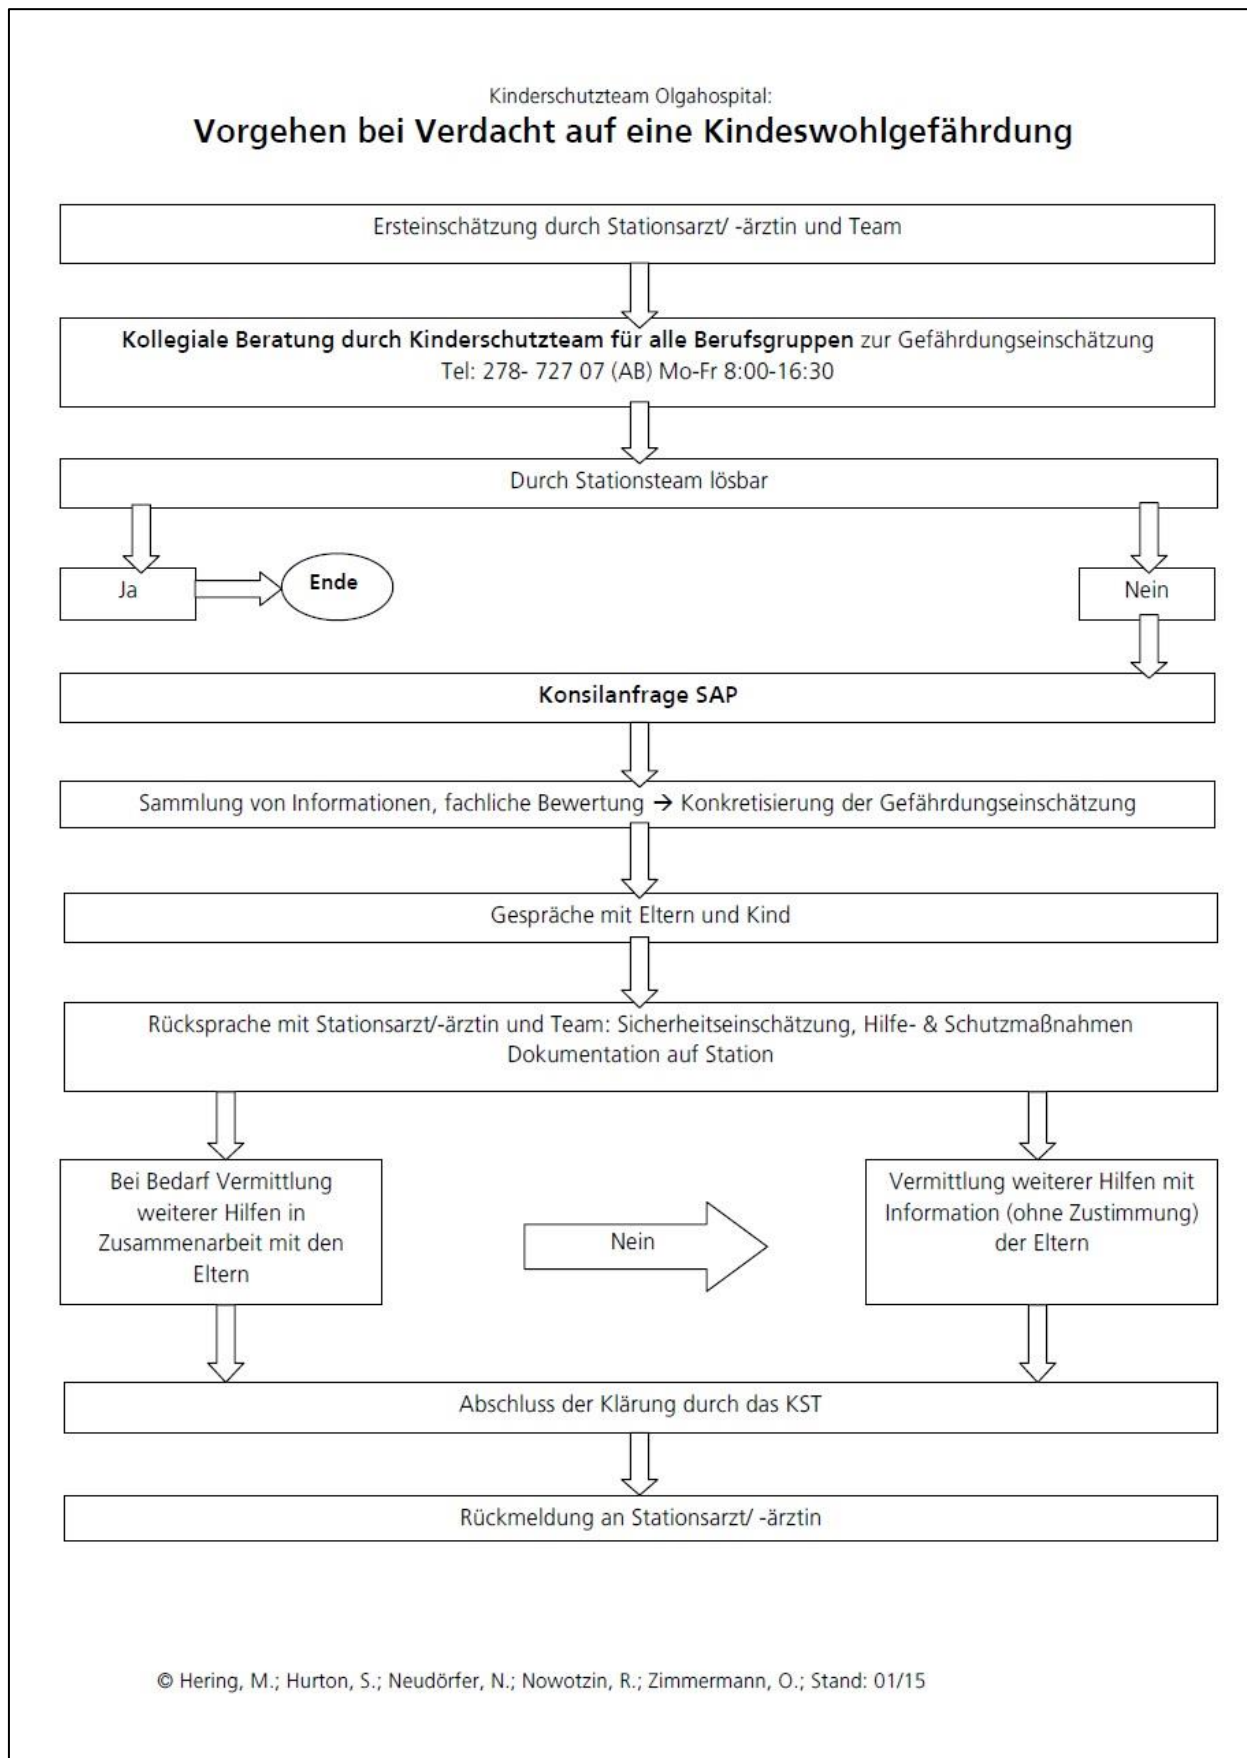 Kinderschutzteam Olgahospital:
Vorgehen bei Verdacht auf eine Kindeswohlgefährdung
Ersteinschätzung durch Stationsarzt/ -ärztin und Team
Kollegiale Beratung durch Kinderschutzteam für alle Berufsgruppen zur Gefährdungseinschätzung
Tel: 278- 727 07 (AB) Mo-Fr 8:00-16:30
Durch Stationsteam lösbar
Ja
Ende
Nein
Konsilanfrage SAP
Sammlung von Informationen, fachliche Bewertung → Konkretisierung der Gefährdungseinschätzung
Gespräche mit Eltern und Kind
Rücksprache mit Stationsarzt/-ärztin und Team: Sicherheitseinschätzung, Hilfe- & Schutzmaßnahmen
Dokumentation auf Station
Bei Bedarf Vermittlung
weiterer Hilfen in
Zusammenarbeit mit den
Eltern
Nein
Vermittlung weiterer Hilfen mit
Information (ohne Zustimmung)
der Eltern
Abschluss der Klärung durch das KST
Rückmeldung an Stationsarzt/ -ärztin
© Hering, M.; Hurton, S.; Neudörfer, N.; Nowotzin, R.; Zimmermann, O.; Stand: 01/15